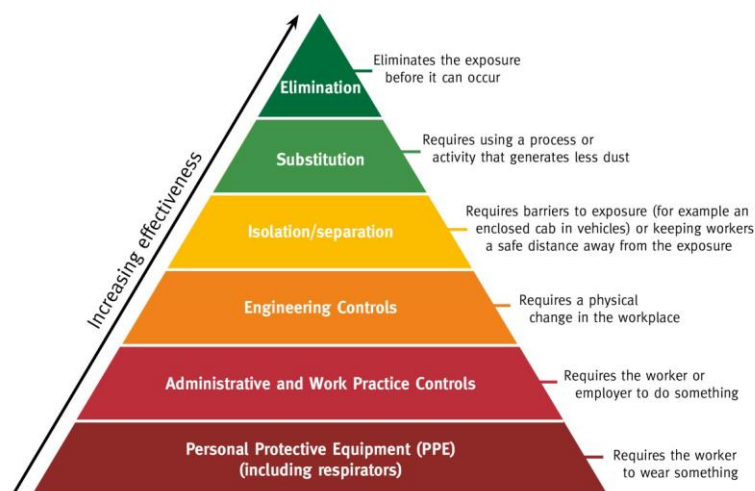 Increasing effectiveness
Elimination
Eliminates the exposure
before it can occur
Substitution
Requires using a process or
activity that generates less dust
Isolation/separation
Requires barriers to exposure (for example an
enclosed cab in vehicles) or keeping workers
a safe distance away from the exposure
Engineering Controls
Requires a physical
change in the workplace
Administrative and Work Practice Controls
Requires the worker or
employer to do something
Personal Protective Equipment (PPE)
(including respirators)
Requires the worker
to wear something